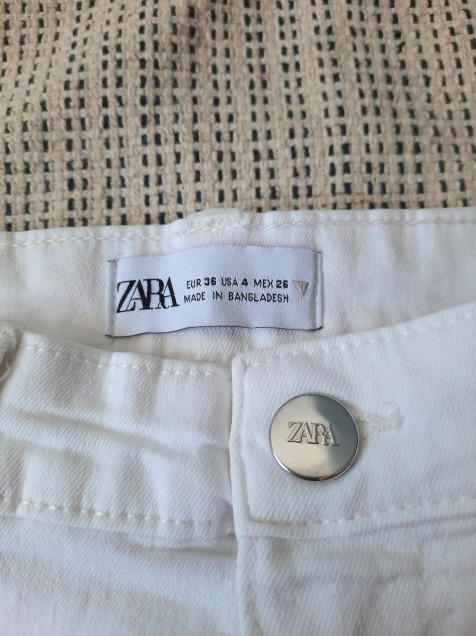 ZARA
EUR 36 USA 4 MEX 26
MADE IN BANGLADESH
ZARA